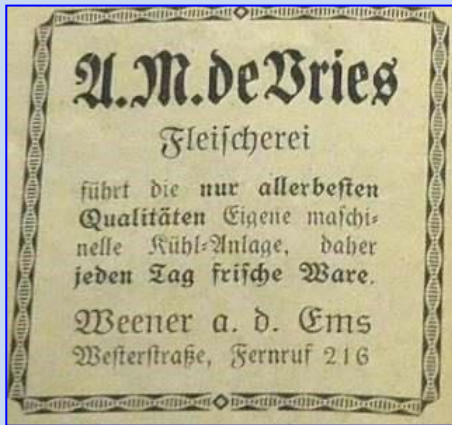 A. M. de Vries
Fleischerei
führt die nur allerbesten
Qualitäten Eigene maschi-
nelle Kühl-Anlage, daher
jeden Tag frische Ware.
Weener a. d. Ems
Westerstraße, Fernruf 216